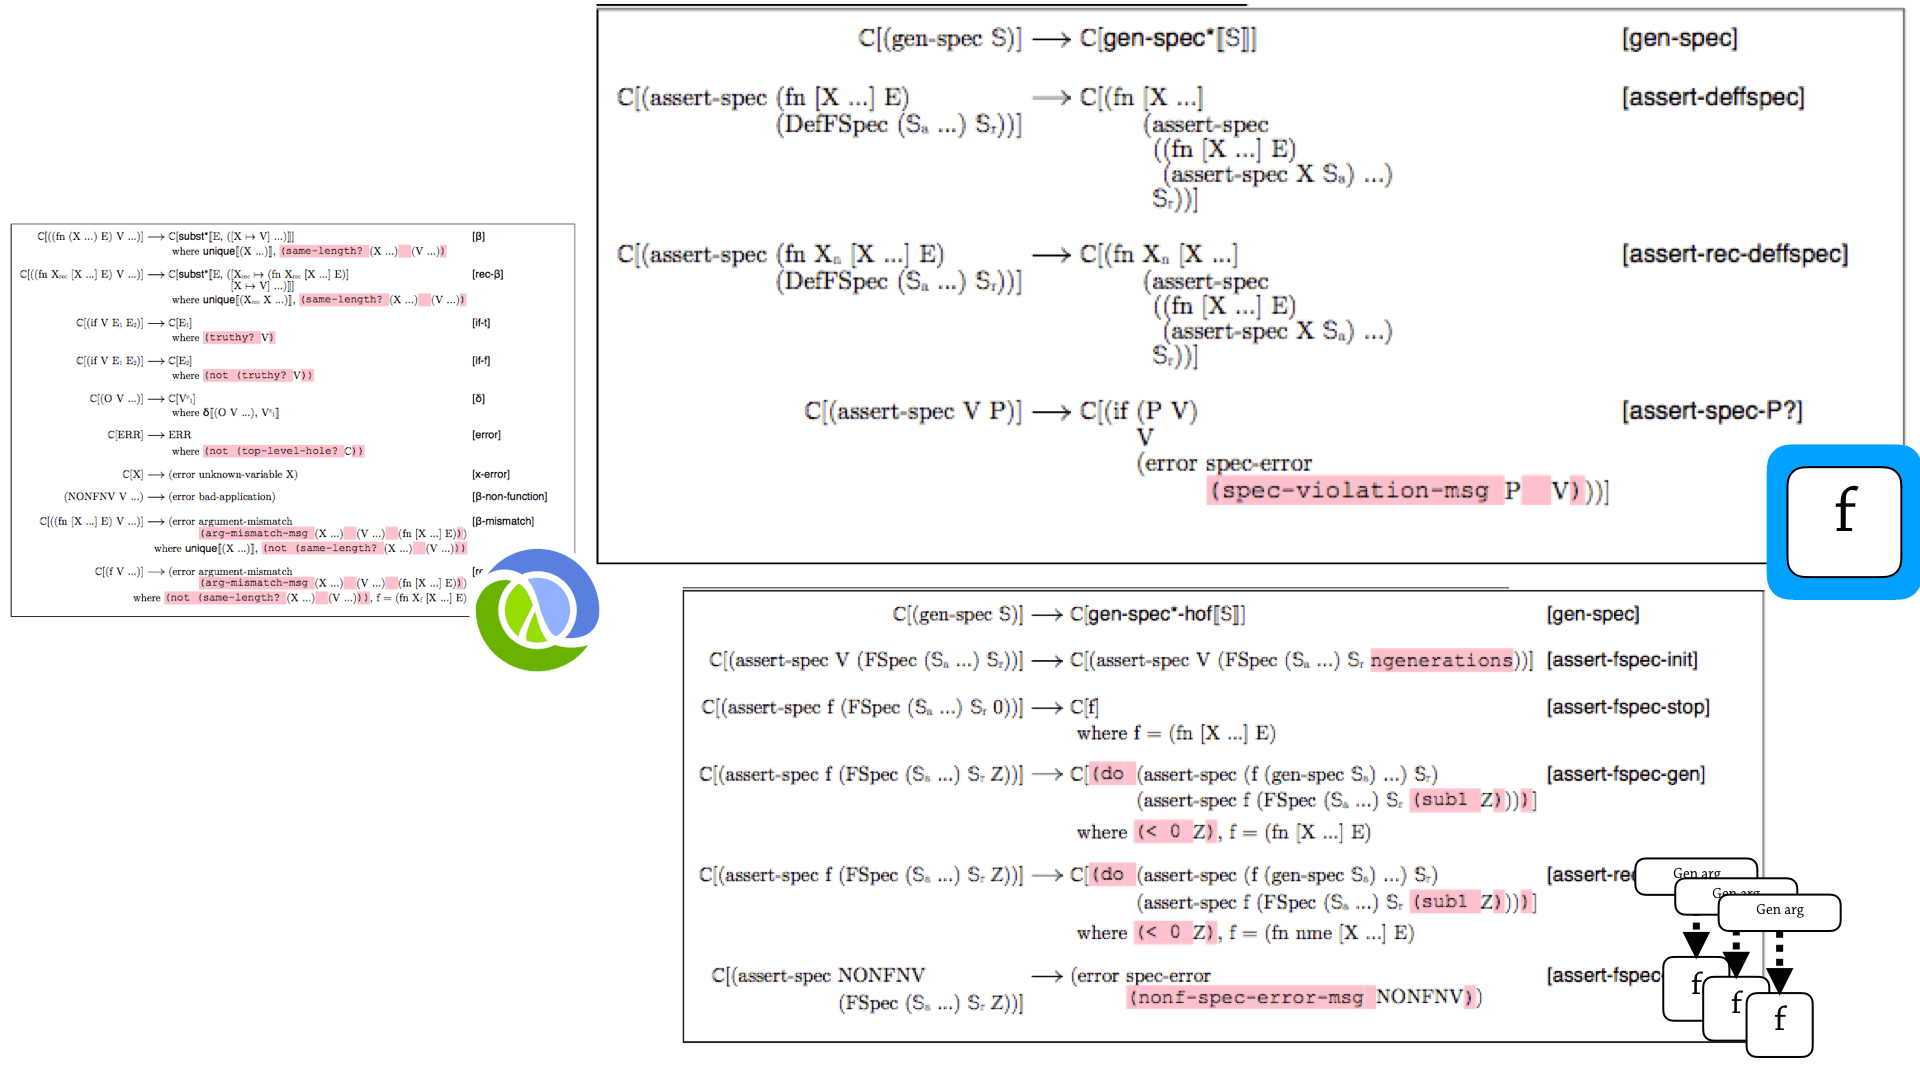 ℂ[(gen-spec 𝕊)] ⟶ ℂ[gen-spec*⟦𝕊⟧] [gen-spec]
ℂ[(assert-spec (fn [X ...] E) ⟶ ℂ[(fn [X ...] [assert-deffspec]
(DefFSpec (𝕊ₐ ...) 𝕊ᵣ))] (assert-spec
((fn [X ...] E)
(assert-spec X 𝕊ₐ) ...)
𝕊ᵣ))]
ℂ[(assert-spec (fn Xₙ [X ...] E) ⟶ ℂ[(fn Xₙ [X ...] [assert-rec-deffspec]
(DefFSpec (𝕊ₐ ...) 𝕊ᵣ))] (assert-spec
((fn [X ...] E)
(assert-spec X 𝕊ₐ) ...)
𝕊ᵣ))]
ℂ[(assert-spec V P)] ⟶ ℂ[(if (P V) [assert-spec-P?]
V
(error spec-error
(spec-violation-msg P V)))]
f
ℂ[((fn (X ...) E) V ...)] ⟶ ℂ[subst*⟦E, ([X ↦ V] ...)⟧] [β]
where unique⟦(X ...)⟧, (same-length? (X ...) (V ...))
ℂ[((fn Xrec [X ...] E) V ...)] ⟶ ℂ[subst*⟦E, ([Xrec ↦ (fn Xrec [X ...] E)] [rec-β]
[X ↦ V] ...)⟧]
where unique⟦(Xrec X ...)⟧, (same-length? (X ...) (V ...))
ℂ[(if V E₁ E₂)] ⟶ ℂ[E₁] [if-t]
where (truthy? V)
ℂ[(if V E₁ E₂)] ⟶ ℂ[E₂] [if-f]
where (not (truthy? V))
ℂ[(O V ...)] ⟶ ℂ[V'₁] [δ]
where δ⟦(O V ...), V'₁⟧
ℂ[ERR] ⟶ ERR [error]
where (not (top-level-hole? ℂ))
ℂ[X] ⟶ (error unknown-variable X) [x-error]
(NONFNV V ...) ⟶ (error bad-application) [β-non-function]
ℂ[((fn [X ...] E) V ...)] ⟶ (error argument-mismatch [β-mismatch]
(arg-mismatch-msg (X ...) (V ...) (fn [X ...] E)))
where unique⟦(X ...)⟧, (not (same-length? (X ...) (V ...)))
ℂ[(f V ...)] ⟶ (error argument-mismatch
(arg-mismatch-msg (X ...) (V ...) (fn [X ...] E)))
where (not (same-length? (X ...) (V ...))), f = (fn Xf [X ...] E)
ℂ[(gen-spec 𝕊)] ⟶ ℂ[gen-spec*-hof⟦𝕊⟧] [gen-spec]
ℂ[(assert-spec V (FSpec (𝕊ₐ ...) 𝕊ᵣ))] ⟶ ℂ[(assert-spec V (FSpec (𝕊ₐ ...) 𝕊ᵣ ngenerations))] [assert-fspec-init]
ℂ[(assert-spec f (FSpec (𝕊ₐ ...) 𝕊ᵣ 0))] ⟶ ℂ[f] [assert-fspec-stop]
where f = (fn [X ...] E)
ℂ[(assert-spec f (FSpec (𝕊ₐ ...) 𝕊ᵣ Z))] ⟶ ℂ[(do (assert-spec (f (gen-spec 𝕊ₐ) ...) 𝕊ᵣ) [assert-fspec-gen]
(assert-spec f (FSpec (𝕊ₐ ...) 𝕊ᵣ (sub1 Z))))]
where (< 0 Z), f = (fn [X ...] E)
ℂ[(assert-spec f (FSpec (𝕊ₐ ...) 𝕊ᵣ Z))] ⟶ ℂ[(do (assert-spec (f (gen-spec 𝕊ₐ) ...) 𝕊ᵣ)
(assert-spec f (FSpec (𝕊ₐ ...) 𝕊ᵣ (sub1 Z))))]
where (< 0 Z), f = (fn nme [X ...] E)
ℂ[(assert-spec NONFNV ⟶ (error spec-error [assert-fspec-
(FSpec (𝕊ₐ ...) 𝕊ᵣ Z))] (nonf-spec-error-msg NONFNV))
Gen arg
Gen arg
Gen arg
f
f
f